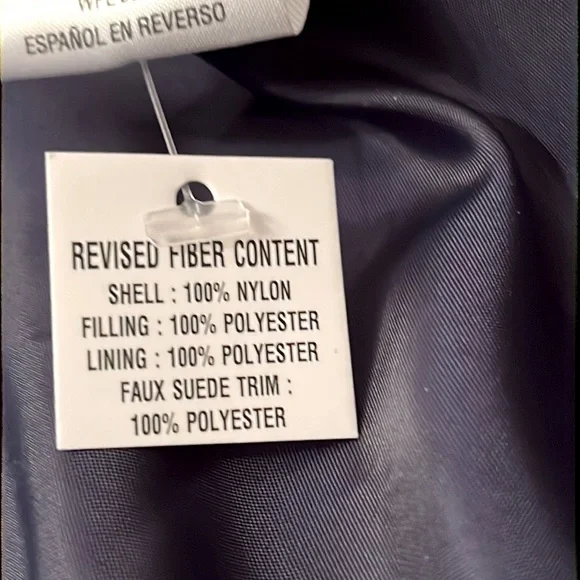 ESPAÑOL EN REVERSO
REVISED FIBER CONTENT
SHELL : 100% NYLON
FILLING : 100% POLYESTER
LINING : 100% POLYESTER
FAUX SUEDE TRIM :
100% POLYESTER